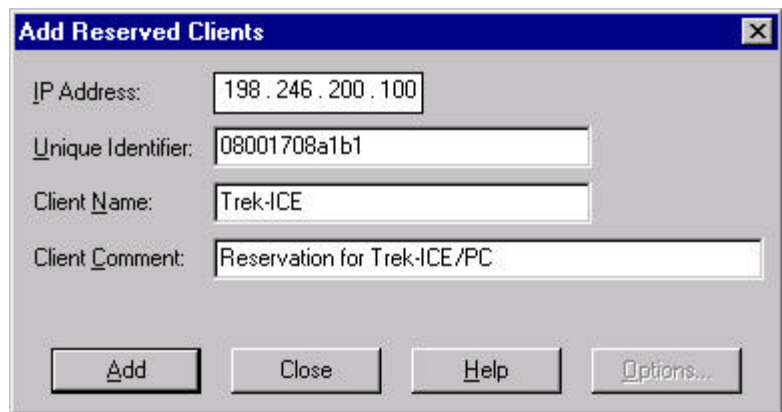 Add Reserved Clients
IP Address: 198 . 246 . 200 . 100
Unique Identifier: 08001708a1b1
Client Name: Trek-ICE
Client Comment: Reservation for Trek-ICE/PC
Add Close Help Options...